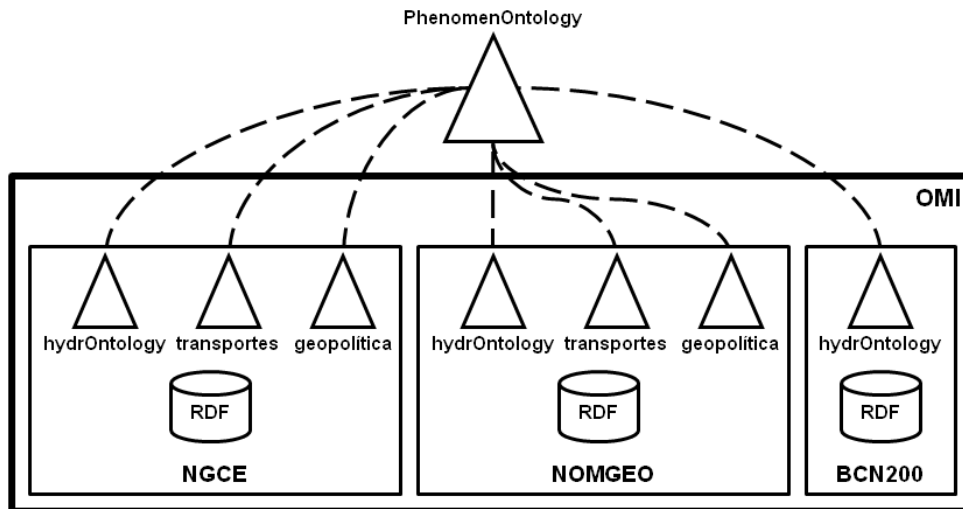 PhenomenOntology
OMI
hydrOntology transportes geopolítica
hydrOntology transportes geopolítica
hydrOntology
RDF
RDF
RDF
NGCE
NOMGEO
BCN200